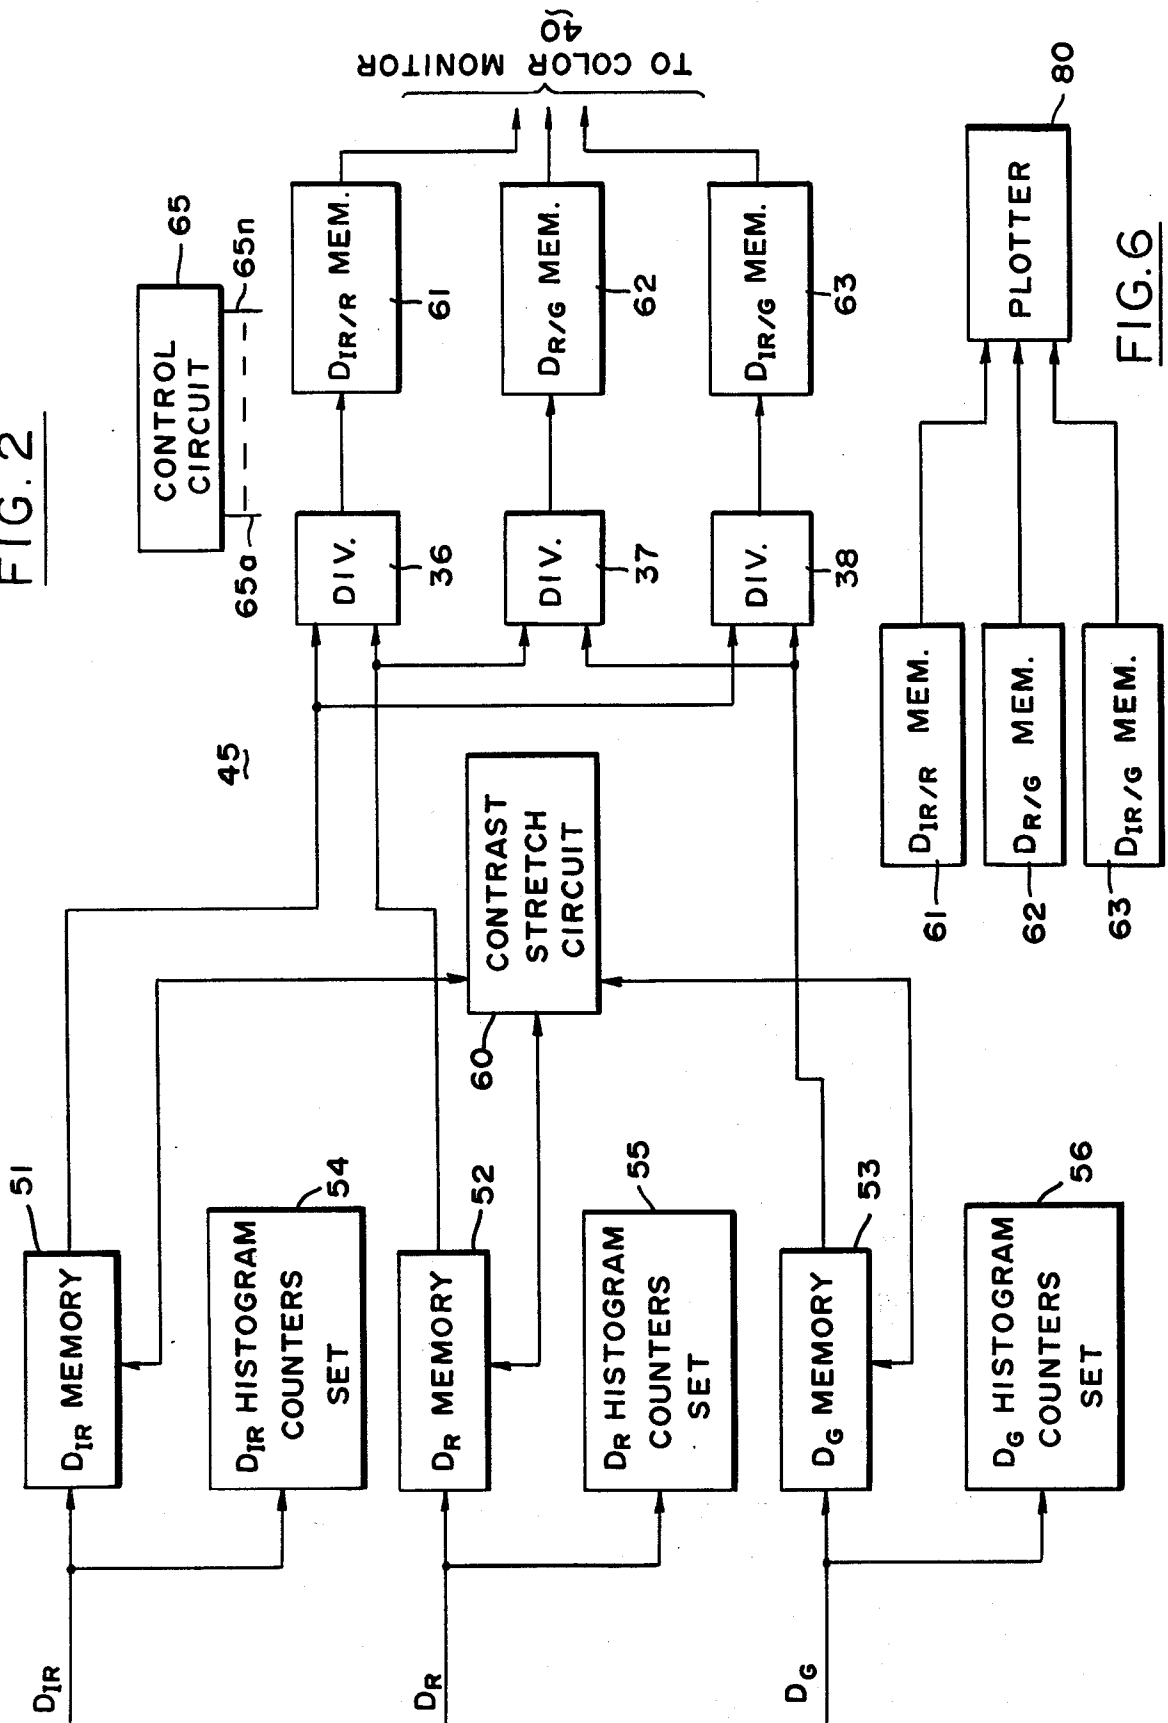 FIG. 2
DIR
51
DIR MEMORY
54
DIR HISTOGRAM
COUNTERS
SET
DR
52
DR MEMORY
55
DR HISTOGRAM
COUNTERS
SET
DG
53
DG MEMORY
56
DG HISTOGRAM
COUNTERS
SET
60
CONTRAST
STRETCH
CIRCUIT
45
DIV.
36
DIV.
37
DIV.
38
CONTROL
CIRCUIT
65
65a
65n
DIR/R MEM.
61
DR/G MEM.
62
DIR/G MEM.
63
TO COLOR MONITOR
40
61
DIR/R MEM.
62
DR/G MEM.
63
DIR/G MEM.
PLOTTER
80
FIG. 6